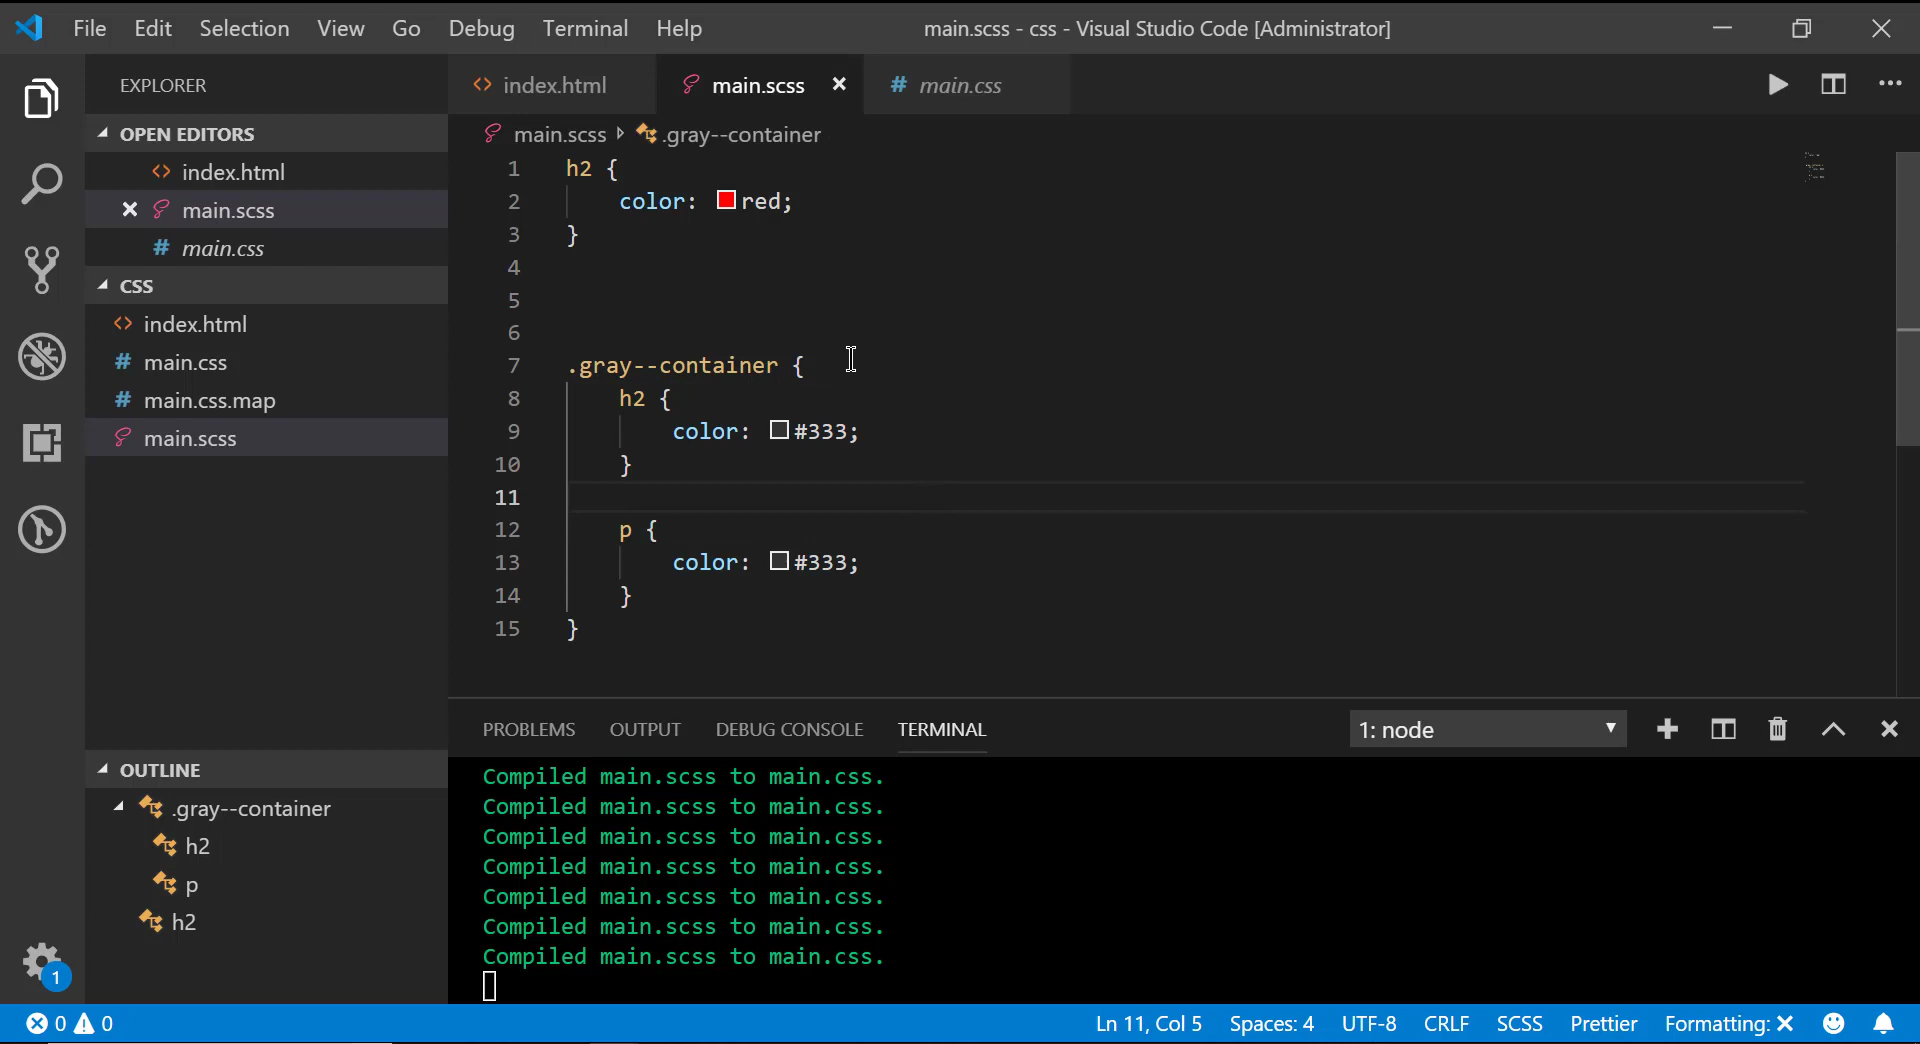 File Edit Selection View Go Debug Terminal Help
main.scss - css - Visual Studio Code [Administrator]
EXPLORER
OPEN EDITORS
index.html
main.scss
main.css
CSS
index.html
main.css
main.css.map
main.scss
OUTLINE
.gray--container
h2
p
h2
1
index.html main.scss main.css
main.scss .gray--container
1 h2 {
2 color: red;
3 }
4
5
6
7 .gray--container {
8 h2 {
9 color: #333;
10 }
11
12 p {
13 color: #333;
14 }
15 }
PROBLEMS OUTPUT DEBUG CONSOLE TERMINAL 1: node
Compiled main.scss to main.css.
Compiled main.scss to main.css.
Compiled main.scss to main.css.
Compiled main.scss to main.css.
Compiled main.scss to main.css.
Compiled main.scss to main.css.
Compiled main.scss to main.css.
0 0 Ln 11, Col 5 Spaces: 4 UTF-8 CRLF SCSS Prettier Formatting: ×